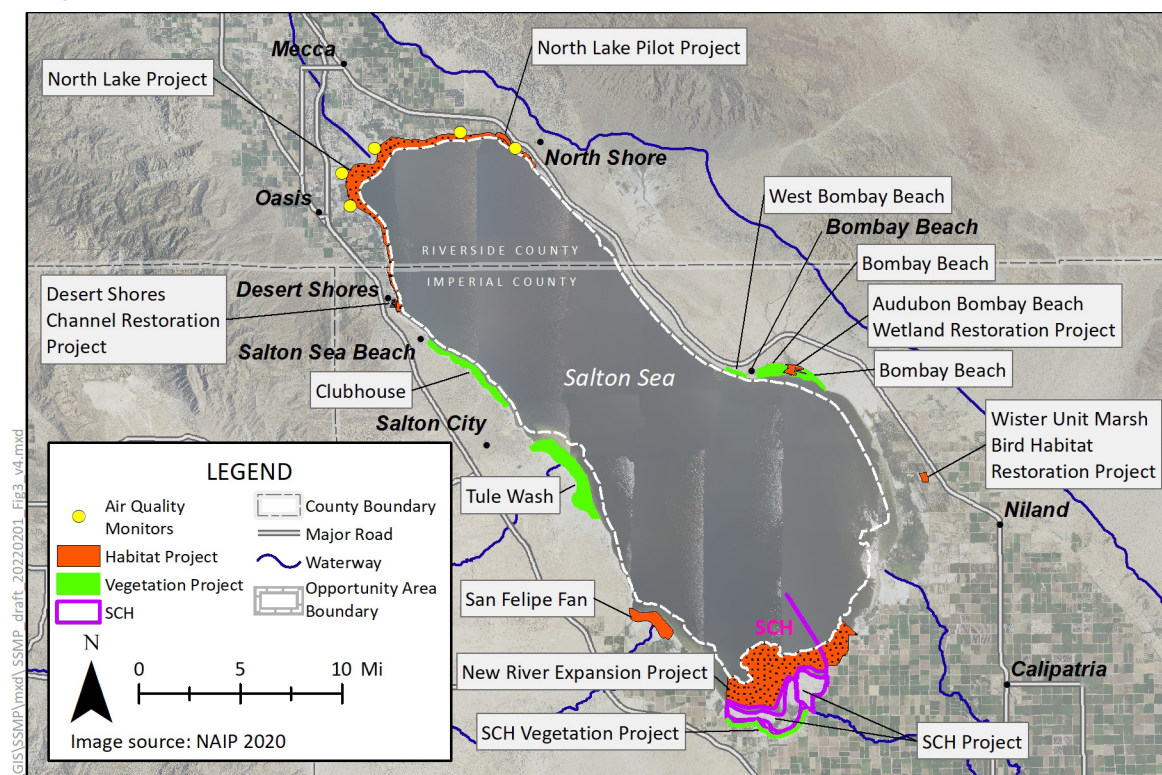 Mecca
North Lake Pilot Project
North Lake Project
North Shore
Oasis
West Bombay Beach
Bombay Beach
RIVERSIDE COUNTY
IMPERIAL COUNTY
Bombay Beach
Desert Shores
Desert Shores
Channel Restoration
Project
Audubon Bombay Beach
Wetland Restoration Project
Salton Sea Beach
Bombay Beach
Salton Sea
Clubhouse
Salton City
Wister Unit Marsh
Bird Habitat
Restoration Project
Tule Wash
Niland
San Felipe Fan
SCH
New River Expansion Project
Calipatria
SCH Vegetation Project
SCH Project
LEGEND
Air Quality
Monitors
Habitat Project
Vegetation Project
SCH
County Boundary
Major Road
Waterway
Opportunity Area
Boundary
N
0 5 10 Mi
Image source: NAIP 2020
GIS\SSMP\mxd\ SSMP_draft_20220201_Fig3_v4.mxd